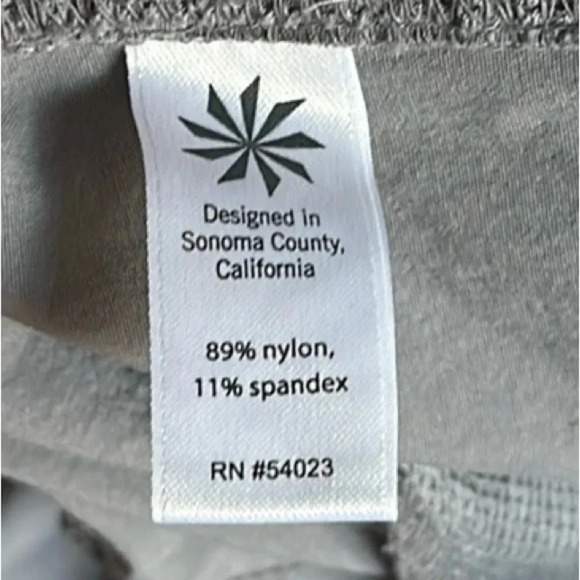 Designed in
Sonoma County,
California
89% nylon,
11% spandex
RN #54023